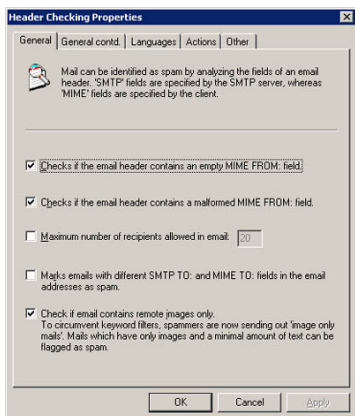 Header Checking Properties
General
General contd.
Languages
Actions
Other
Mail can be identified as spam by analyzing the fields of an email
header. 'SMTP' fields are specified by the SMTP server, whereas
'MIME' fields are specified by the client.
Checks if the email header contains an empty MIME FROM: field.
Checks if the email header contains a malformed MIME FROM: field.
Maximum number of recipients allowed in email: 20
Marks emails with different SMTP TO: and MIME TO: fields in the email
addresses as spam.
Check if email contains remote images only.
To circumvent keyword filters, spammers are now sending out 'image only
mails'. Mails which have only images and a minimal amount of text can be
flagged as spam.
OK
Cancel
Apply